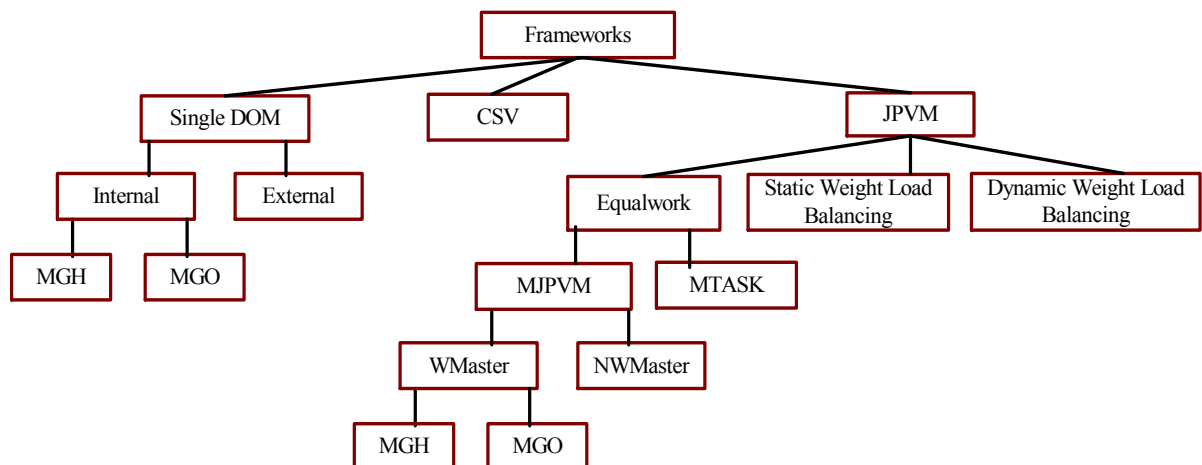 Frameworks
Single DOM
CSV
JPVM
Internal
External
Equalwork
Static Weight Load
Balancing
Dynamic Weight Load
Balancing
MGH
MGO
MJPVM
MTASK
WMaster
NWMaster
MGH
MGO